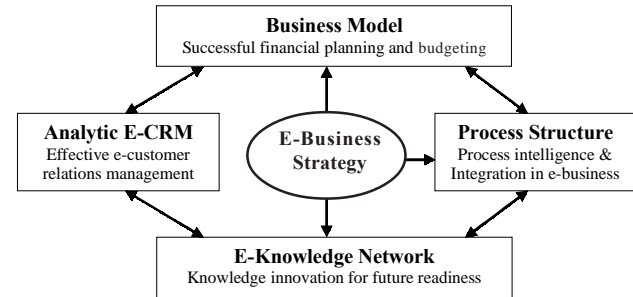 Business Model
Successful financial planning and budgeting
Analytic E-CRM
Effective e-customer
relations management
E-Business
Strategy
Process Structure
Process intelligence &
Integration in e-business
E-Knowledge Network
Knowledge innovation for future readiness